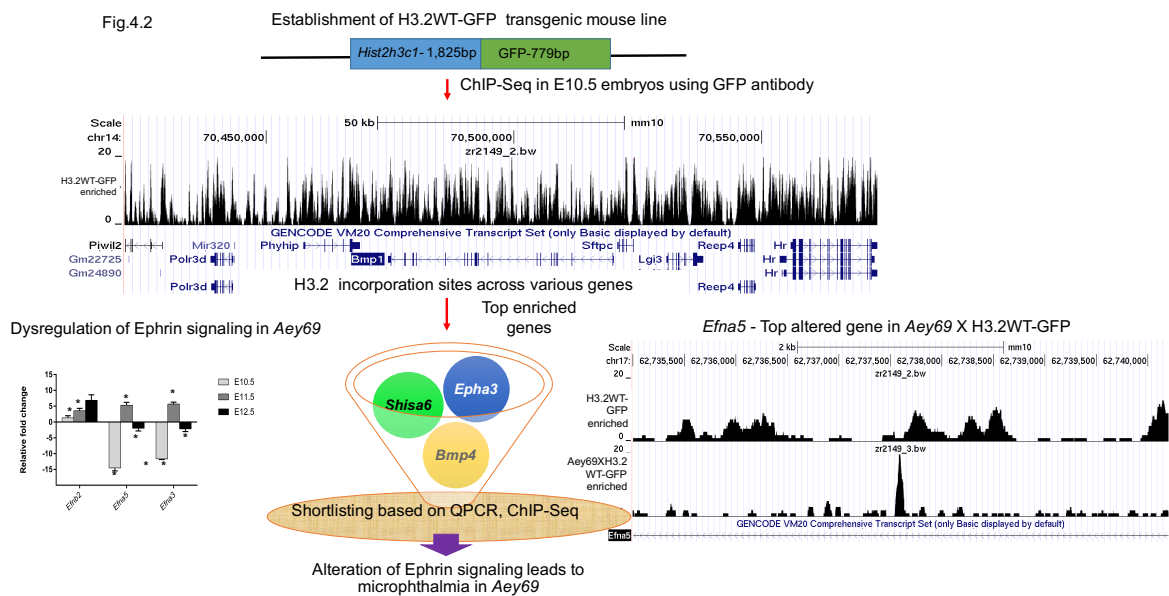 Fig.4.2
Establishment of H3.2WT-GFP transgenic mouse line
Hist2h3c1- 1,825bp GFP-779bp
ChIP-Seq in E10.5 embryos using GFP antibody
Scale 50 kb mm10
chr14: 70,450,000 70,500,000 70,550,000
20 zr2149_2.bw
H3.2WT-GFP
enriched
0
GENCODE VM20 Comprehensive Transcript Set (only Basic displayed by default)
Piwil2 Mir320 Phyhip Sftpc Reep4 Hr
Gm22725 Polr3d Bmp1 Lgi3 Hr
Gm24890 Hr
Polr3d Reep4
H3.2 incorporation sites across various genes
Top enriched
genes
Dysregulation of Ephrin signaling in Aey69
E10.5
E11.5
E12.5
Relative fold change
15
10
5
0
-5
-10
-15
* * * * * * * * *
Efnb2 Efna5 Efna3
Shisa6 Epha3
Bmp4
Shortlisting based on QPCR, ChIP-Seq
Alteration of Ephrin signaling leads to
microphthalmia in Aey69
Efna5 - Top altered gene in Aey69 X H3.2WT-GFP
Scale 2 kb mm10
chr17: 62,735,500 62,736,000 62,736,500 62,737,000 62,737,500 62,738,000 62,738,500 62,739,000 62,739,500 62,740,000
20 zr2149_2.bw
H3.2WT-
GFP
enriched
0
20 zr2149_3.bw
Aey69XH3.2
WT-GFP
enriched
0
GENCODE VM20 Comprehensive Transcript Set (only Basic displayed by default)
Efna5